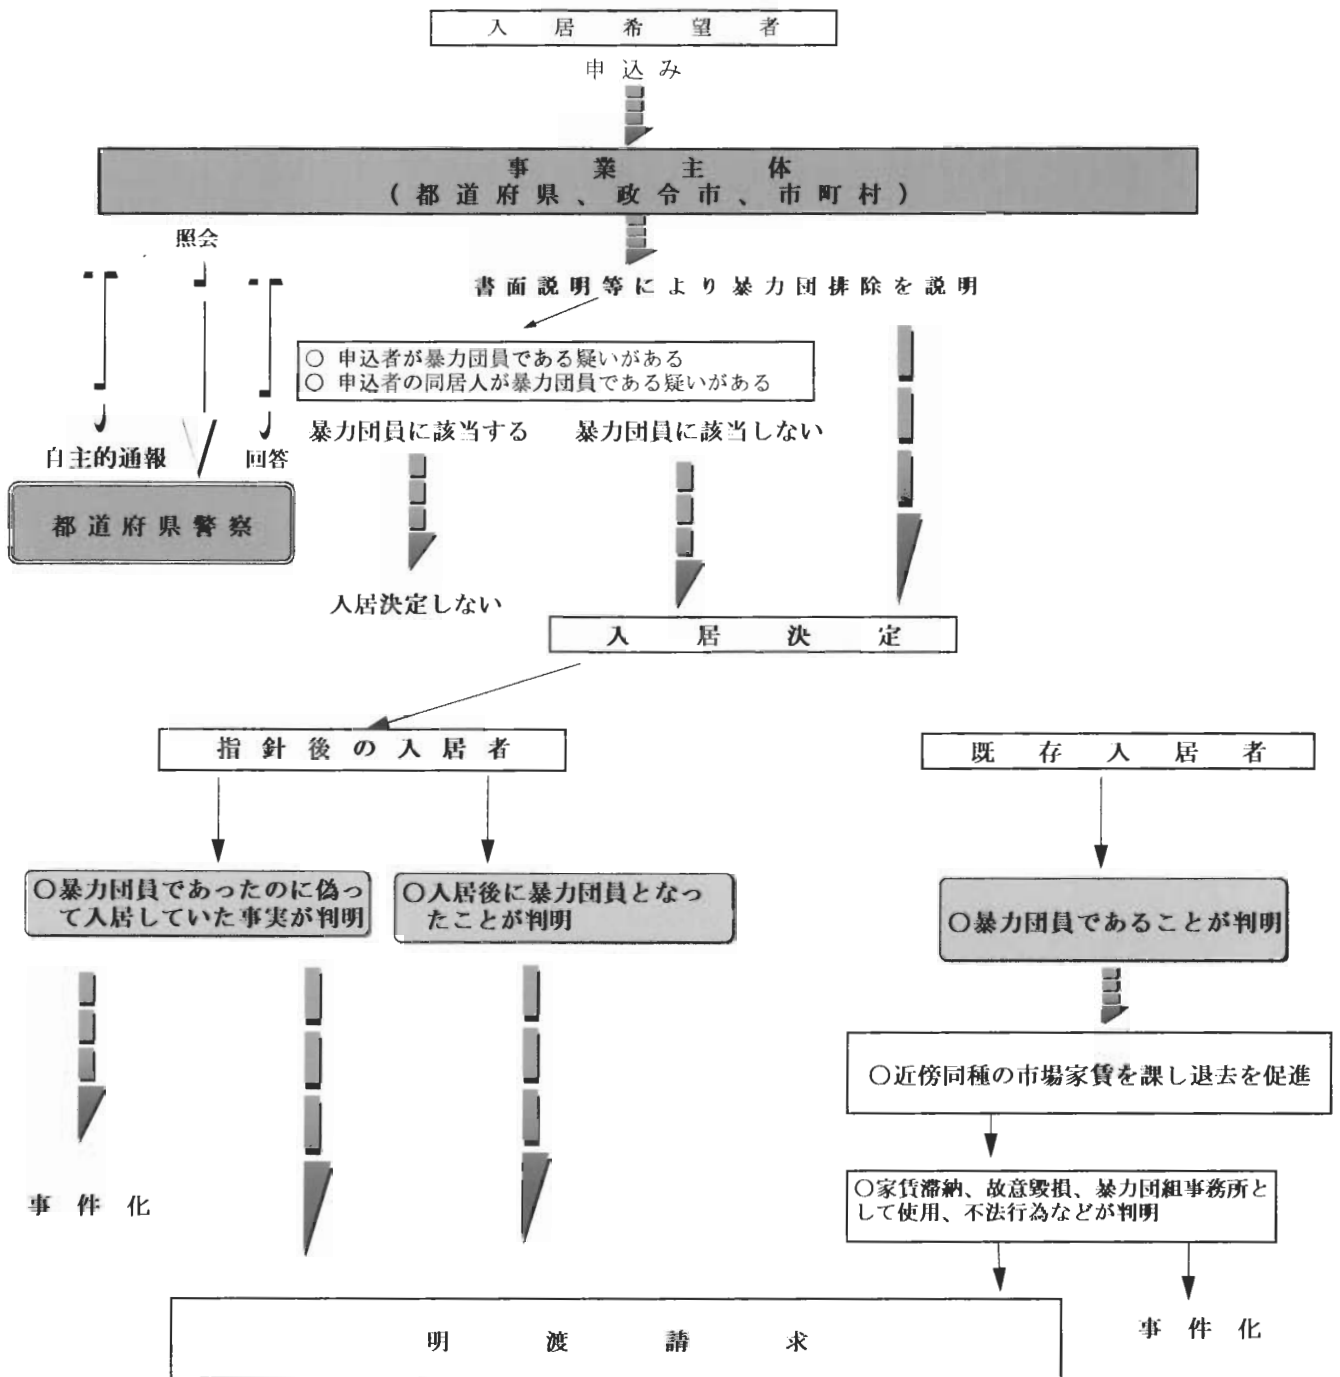 入居希望者
申込み
事業主体
(都道府県、政令市、市町村)
照会
書面説明等により暴力団排除を説明
○ 申込者が暴力団員である疑いがある
○ 申込者の同居人が暴力団員である疑いがある
暴力団員に該当する
暴力団員に該当しない
自主的通報
回答
都道府県警察
入居決定しない
入居決定
指針後の入居者
既存入居者
○暴力団員であったのに偽っ
て入居していた事実が判明
○入居後に暴力団員となっ
たことが判明
○暴力団員であることが判明
○近傍同種の市場家賃を課し退去を促進
○家賃滞納、故意毀損、暴力団組事務所と
して使用、不法行為などが判明
事件化
事件化
明渡請求